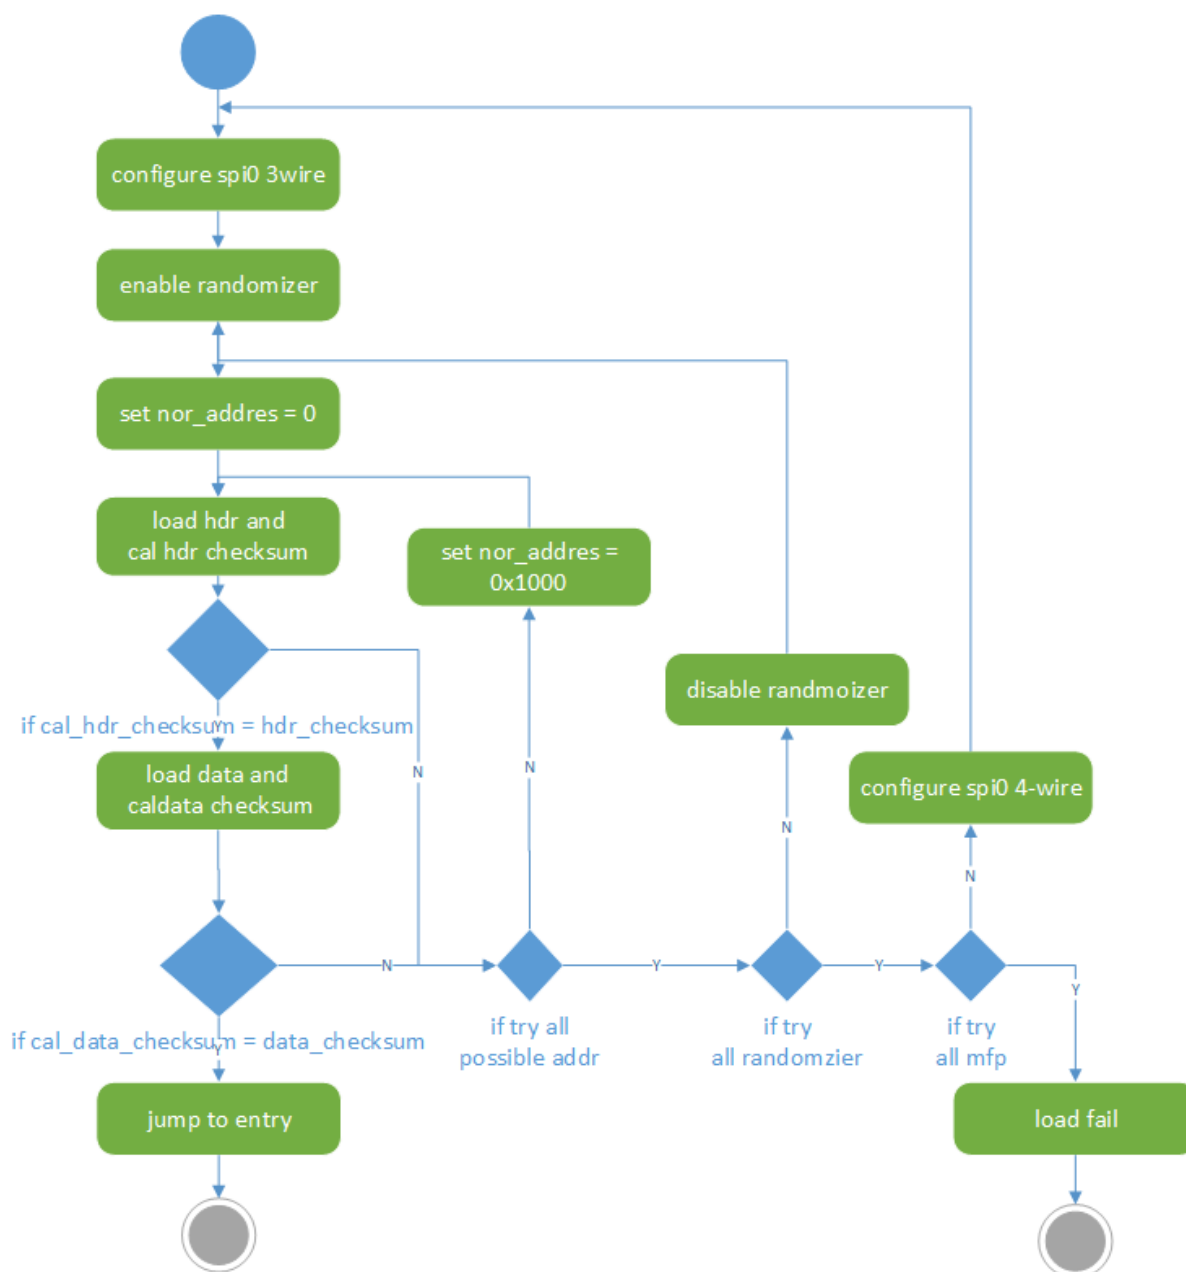 configure spi0 3wire
enable randomizer
set nor_addres = 0
load hdr and
cal hdr checksum
set nor_addres =
0x1000
if cal_hdr_checksum = hdr_checksum
Y
disable randmoizer
load data and
caldata checksum
N
N
configure spi0 4-wire
N
N
N
Y
Y
Y
if cal_data_checksum = data_checksum
Y
if try all
possible addr
if try
all randomzier
if try
all mfp
jump to entry
load fail